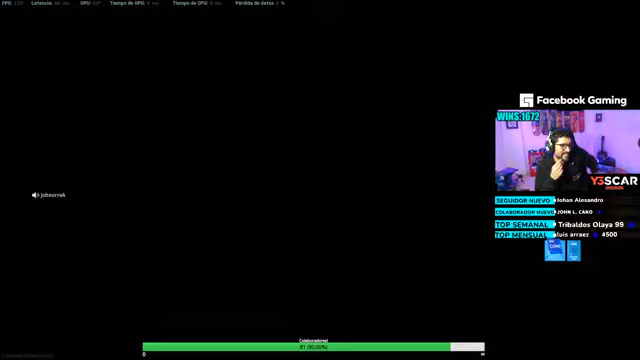 FPS: Latencia: GPU: Tiempo de GPU: Tiempo de CPU: Pérdida de datos: %
Facebook Gaming
WINS:1672
JohnorreA
Y3SCAR
SEGUIDOR NUEVO Johan Alesandro
COLABORADOR NUEVO JOHN L. CANO
TOP SEMANAL Tribaldos Olaya 99
TOP MENSUAL luis arraez 4500
Colaboradores!
81 (90.00%)
0 90